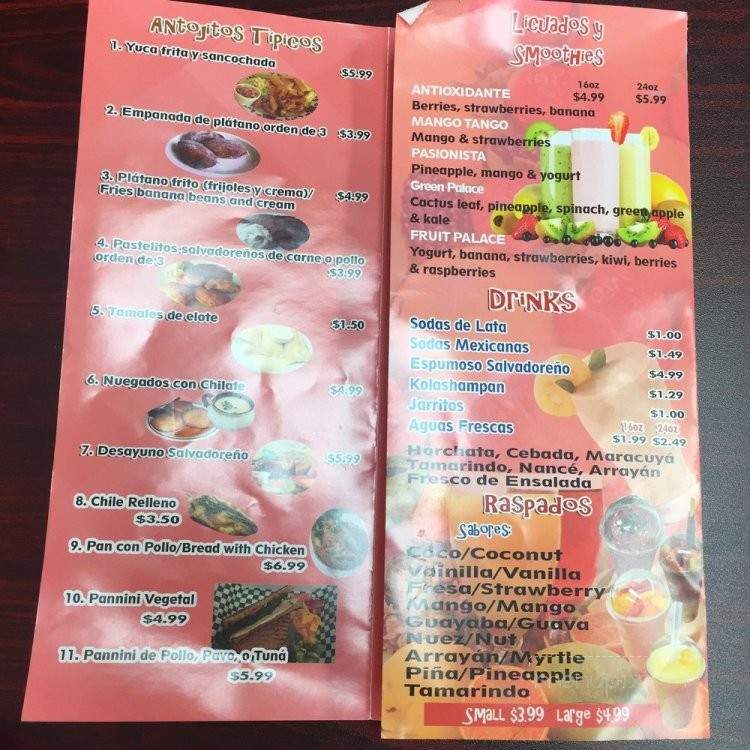 Antojitos Tipicos
1. Yuca frita y sancochada
$5.99
2. Empanada de plátano orden de 3 $3.99
3. Plátano frito (frijoles y crema)/
Fries banana beans and cream
$4.99
4. Pastelitos salvadoreños de carne o pollo
orden de 3
$3.99
5. Tamales de elote
$1.50
6. Nuegados con Chilate
$4.99
7. Desayuno Salvadoreño
$5.99
8. Chile Relleno
$3.50
9. Pan con Pollo/Bread with Chicken
$6.99
10. Pannini Vegetal
$4.99
11. Pannini de Pollo, Pavo, o Tuná
$5.99
Licuados y
Smoothies
16oz 24oz
ANTIOXIDANTE $4.99 $5.99
Berries, strawberries, banana
MANGO TANGO
Mango & strawberries
PASIONISTA
Pineapple, mango & yogurt
Green Palace
Cactus leaf, pineapple, spinach, green apple
& kale
FRUIT PALACE
Yogurt, banana, strawberries, kiwi, berries
& raspberries
Drinks
Sodas de Lata $1.00
Sodas Mexicanas $1.49
Espumoso Salvadoreño $4.99
Kolashampan $1.29
Jarritos $1.00
16oz 24oz
Aguas Frescas $1.99 $2.49
Horchata, Cebada, Maracuyá
Tamarindo, Nancé, Arrayán
Fresco de Ensalada
Raspados
Sabores:
Coco/Coconut
Vainilla/Vanilla
Fresa/Strawberry
Mango/Mango
Guayaba/Guava
Nuez/Nut
Arrayán/Myrtle
Piña/Pineapple
Tamarindo
Small $3.99 Large $4.99